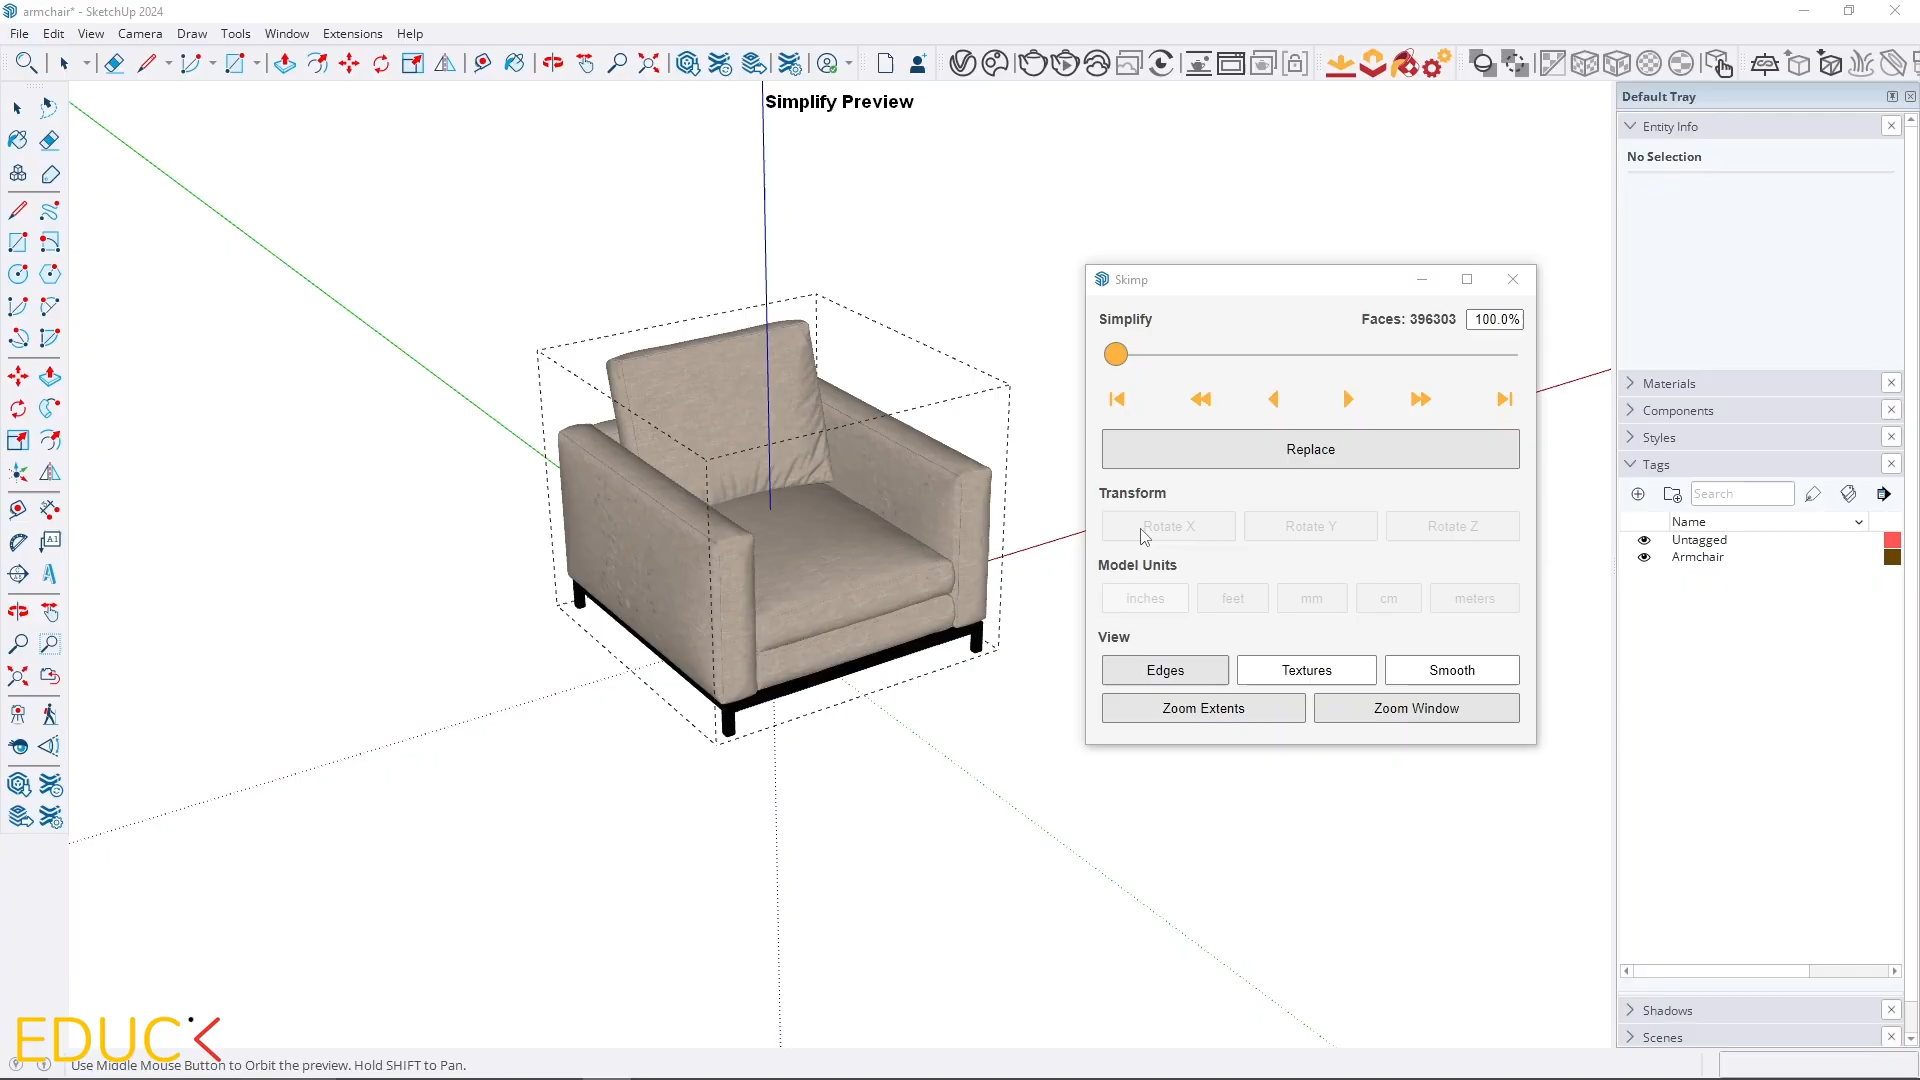 armchair* - SketchUp 2024
File Edit View Camera Draw Tools Window Extensions Help
Simplify Preview
Default Tray
Entity Info
No Selection
Skimp
Simplify Faces: 396303 100.0%
Replace
Transform
Rotate X Rotate Y Rotate Z
Model Units
inches feet mm cm meters
View
Edges Textures Smooth
Zoom Extents Zoom Window
Materials
Components
Styles
Tags
Search
Name
Untagged
Armchair
Shadows
Scenes
EDUC
Use Middle Mouse Button to Orbit the preview. Hold SHIFT to Pan.